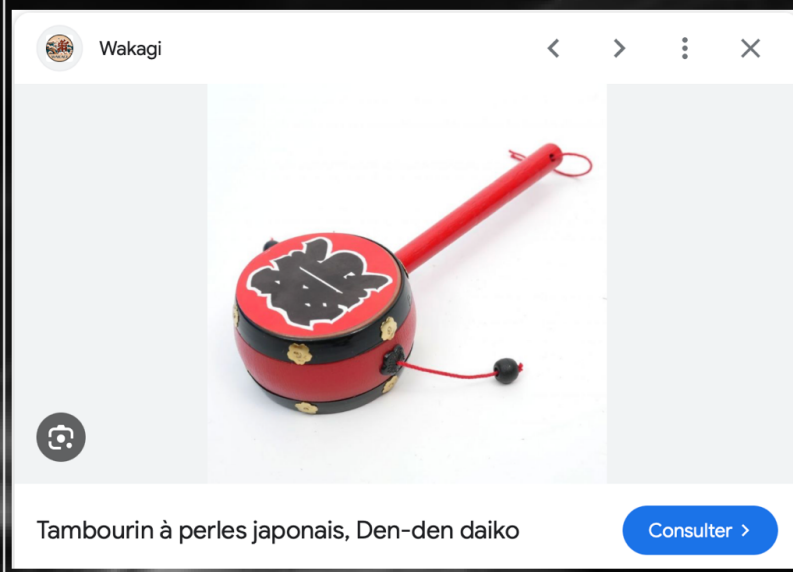 Wakagi
Tambourin à perles japonais, Den-den daiko
Consulter